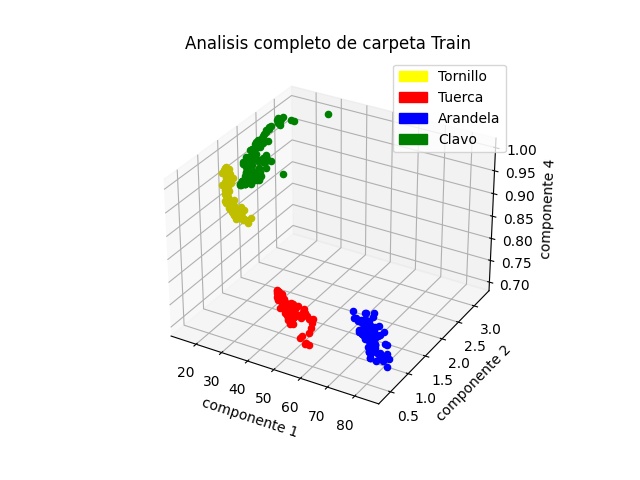 Analisis completo de carpeta Train
Tornillo
Tuerca
Arandela
Clavo
1.00
0.95
0.90
0.85
0.80
0.75
0.70
componente 4
3.0
2.5
2.0
1.5
1.0
0.5
componente 2
20
30
40
50
60
70
80
componente 1